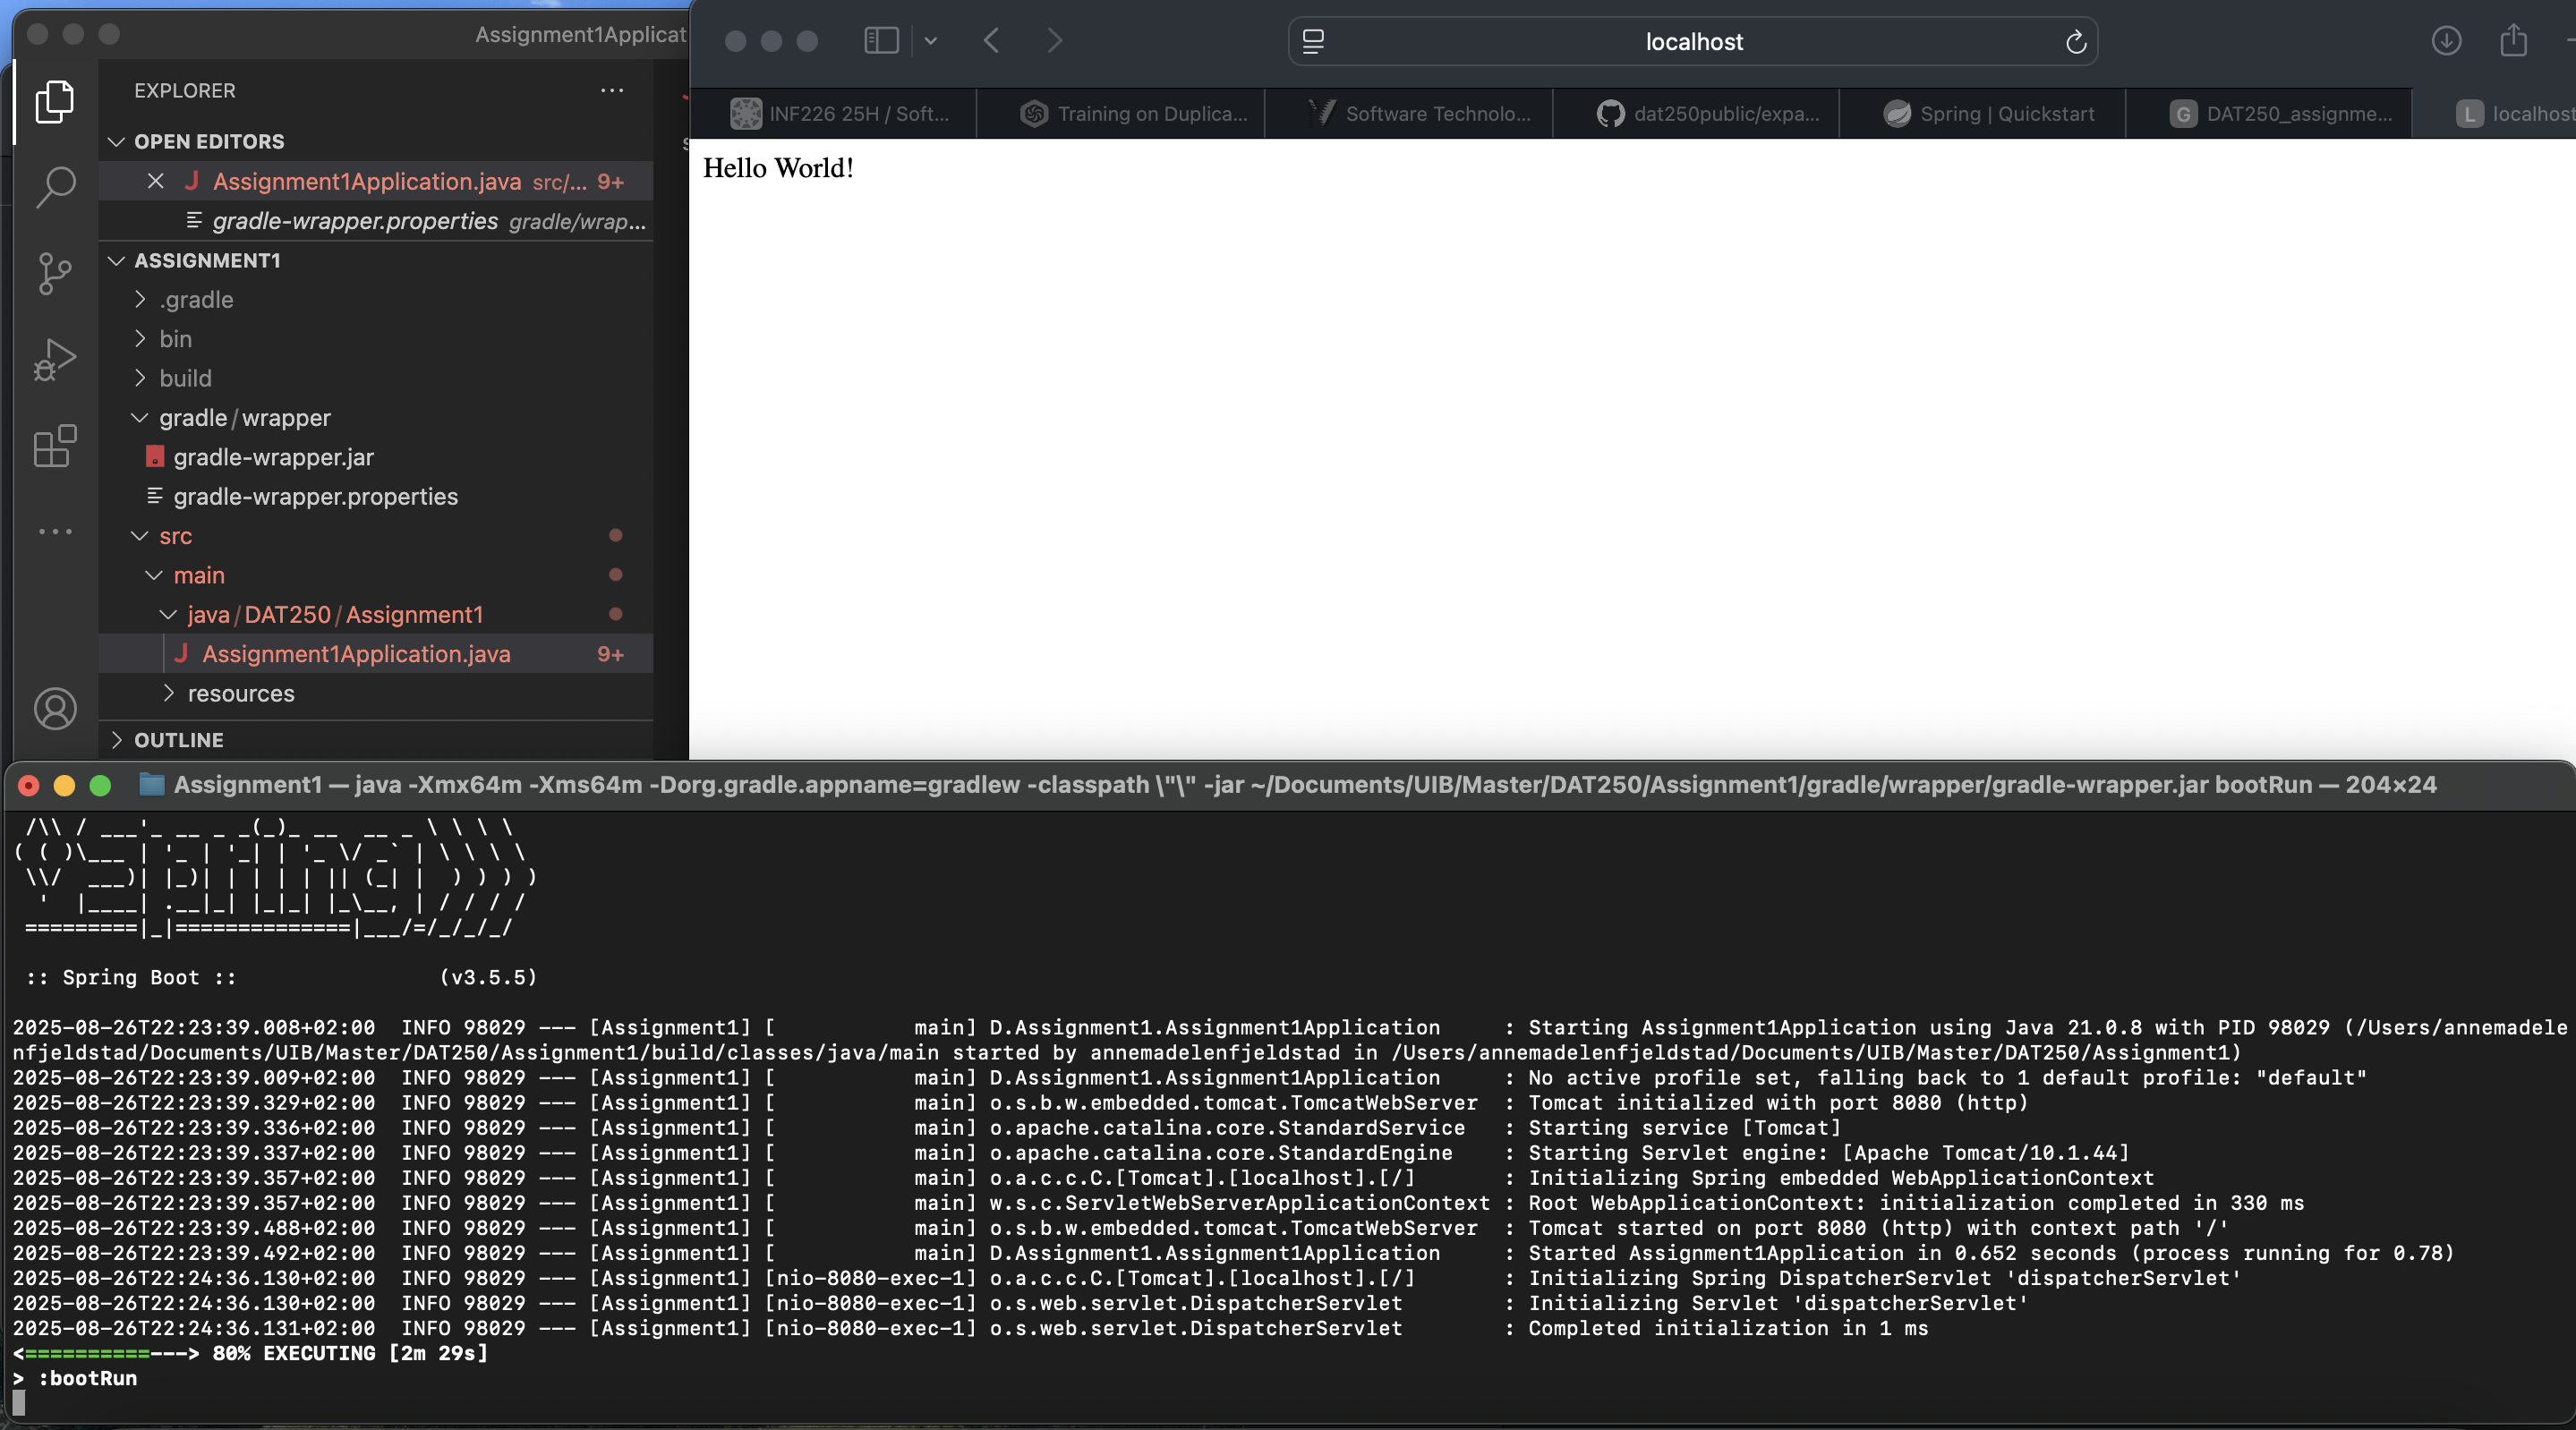 Assignment1Applicat
EXPLORER
OPEN EDITORS
Assignment1Application.java src/... 9+
gradle-wrapper.properties gradle/wrap...
ASSIGNMENT1
.gradle
bin
build
gradle/wrapper
gradle-wrapper.jar
gradle-wrapper.properties
src
main
java/DAT250/Assignment1
Assignment1Application.java 9+
resources
OUTLINE
localhost
INF226 25H / Soft...
Training on Duplica...
Software Technolo...
dat250public/expa...
Spring | Quickstart
G DAT250_assignme...
L localhost
Hello World!
Assignment1 — java -Xmx64m -Xms64m -Dorg.gradle.appname=gradlew -classpath \"\" -jar ~/Documents/UIB/Master/DAT250/Assignment1/gradle/wrapper/gradle-wrapper.jar bootRun — 204×24
 /\\ / ___'_ __ _ _(_)_ __  __ _ \ \ \ \
( ( )\___ | '_ | '_| | '_ \/ _` | \ \ \ \
 \\/  ___)| |_)| | | | | || (_| |  ) ) ) )
  '  |____| .__|_| |_|_| |_\__, | / / / /
 =========|_|==============|___/=/_/_/_/
:: Spring Boot :: (v3.5.5)
2025-08-26T22:23:39.008+02:00  INFO 98029 --- [Assignment1] [           main] D.Assignment1.Assignment1Application     : Starting Assignment1Application using Java 21.0.8 with PID 98029 (/Users/annemadele
nfjeldstad/Documents/UIB/Master/DAT250/Assignment1/build/classes/java/main started by annemadelenfjeldstad in /Users/annemadelenfjeldstad/Documents/UIB/Master/DAT250/Assignment1)
2025-08-26T22:23:39.009+02:00  INFO 98029 --- [Assignment1] [           main] D.Assignment1.Assignment1Application     : No active profile set, falling back to 1 default profile: "default"
2025-08-26T22:23:39.329+02:00  INFO 98029 --- [Assignment1] [           main] o.s.b.w.embedded.tomcat.TomcatWebServer  : Tomcat initialized with port 8080 (http)
2025-08-26T22:23:39.336+02:00  INFO 98029 --- [Assignment1] [           main] o.apache.catalina.core.StandardService   : Starting service [Tomcat]
2025-08-26T22:23:39.337+02:00  INFO 98029 --- [Assignment1] [           main] o.apache.catalina.core.StandardEngine    : Starting Servlet engine: [Apache Tomcat/10.1.44]
2025-08-26T22:23:39.357+02:00  INFO 98029 --- [Assignment1] [           main] o.a.c.c.C.[Tomcat].[localhost].[/]       : Initializing Spring embedded WebApplicationContext
2025-08-26T22:23:39.357+02:00  INFO 98029 --- [Assignment1] [           main] w.s.c.ServletWebServerApplicationContext : Root WebApplicationContext: initialization completed in 330 ms
2025-08-26T22:23:39.488+02:00  INFO 98029 --- [Assignment1] [           main] o.s.b.w.embedded.tomcat.TomcatWebServer  : Tomcat started on port 8080 (http) with context path '/'
2025-08-26T22:23:39.492+02:00  INFO 98029 --- [Assignment1] [           main] D.Assignment1.Assignment1Application     : Started Assignment1Application in 0.652 seconds (process running for 0.78)
2025-08-26T22:24:36.130+02:00  INFO 98029 --- [Assignment1] [nio-8080-exec-1] o.a.c.c.C.[Tomcat].[localhost].[/]       : Initializing Spring DispatcherServlet 'dispatcherServlet'
2025-08-26T22:24:36.130+02:00  INFO 98029 --- [Assignment1] [nio-8080-exec-1] o.s.web.servlet.DispatcherServlet        : Initializing Servlet 'dispatcherServlet'
2025-08-26T22:24:36.131+02:00  INFO 98029 --- [Assignment1] [nio-8080-exec-1] o.s.web.servlet.DispatcherServlet        : Completed initialization in 1 ms
<==========---> 80% EXECUTING [2m 29s]
> :bootRun